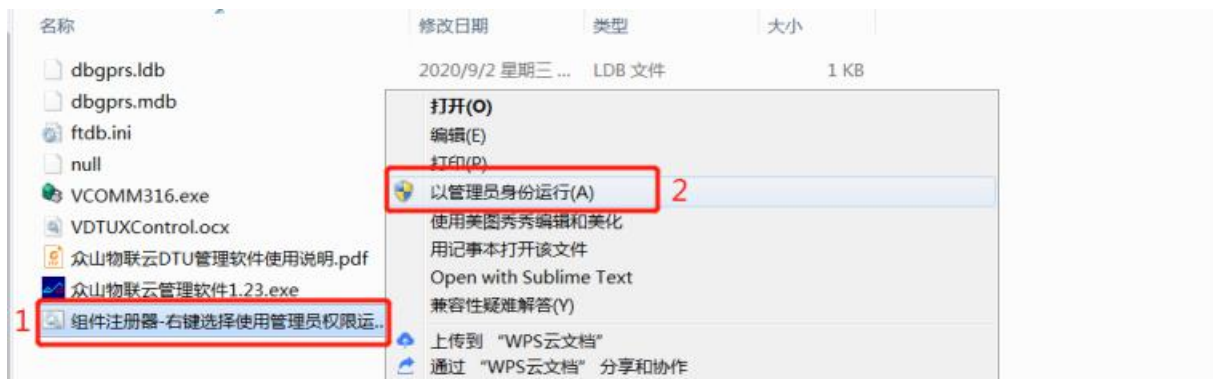 名称 修改日期 类型 大小
dbgprs.ldb 2020/9/2 星期三 ... LDB 文件 1 KB
dbgprs.mdb
ftdb.ini
null
VCOMM316.exe
VDTUXControl.ocx
众山物联云DTU管理软件使用说明.pdf
众山物联云管理软件1.23.exe
1 组件注册器-右键选择使用管理员权限运...
打开(O)
编辑(E)
打印(P)
以管理员身份运行(A) 2
使用美图秀秀编辑和美化
用记事本打开该文件
Open with Sublime Text
兼容性疑难解答(Y)
上传到 “WPS云文档”
通过 “WPS云文档” 分享和协作